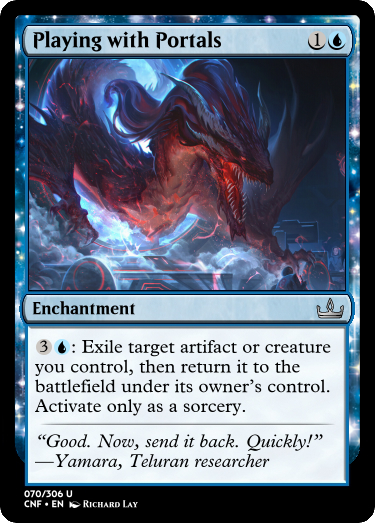 Playing with Portals 1
Enchantment
3 : Exile target artifact or creature
you control, then return it to the
battlefield under its owner's control.
Activate only as a sorcery.
“Good. Now, send it back. Quickly!”
—Yamara, Teluran researcher
070/306 U
CNF • EN Richard Lay